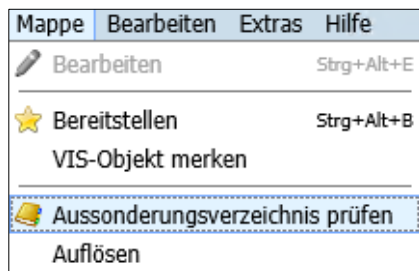 Mappe Bearbeiten Extras Hilfe
Bearbeiten Strg+Alt+E
Bereitstellen Strg+Alt+B
VIS-Objekt merken
Aussonderungsverzeichnis prüfen
Auflösen